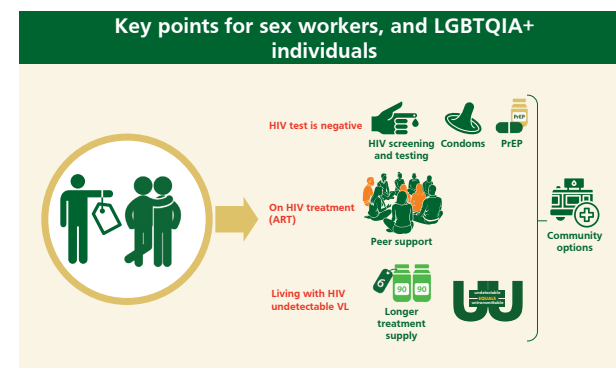 Key points for sex workers, and LGBTQIA+
individuals
HIV test is negative
PrEP
HIV screening
and testing
Condoms
PrEP
On HIV treatment
(ART)
Peer support
Community
options
Living with HIV
undetectable VL
6
90
90
Longer
treatment
supply
undetectable
EQUALS
untransmittable